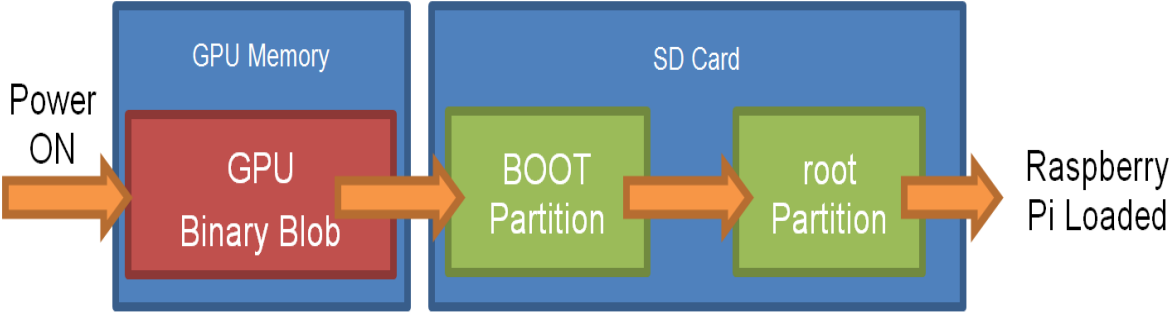 Power
ON
GPU Memory
GPU
Binary Blob
SD Card
BOOT
Partition
root
Partition
Raspberry
Pi Loaded